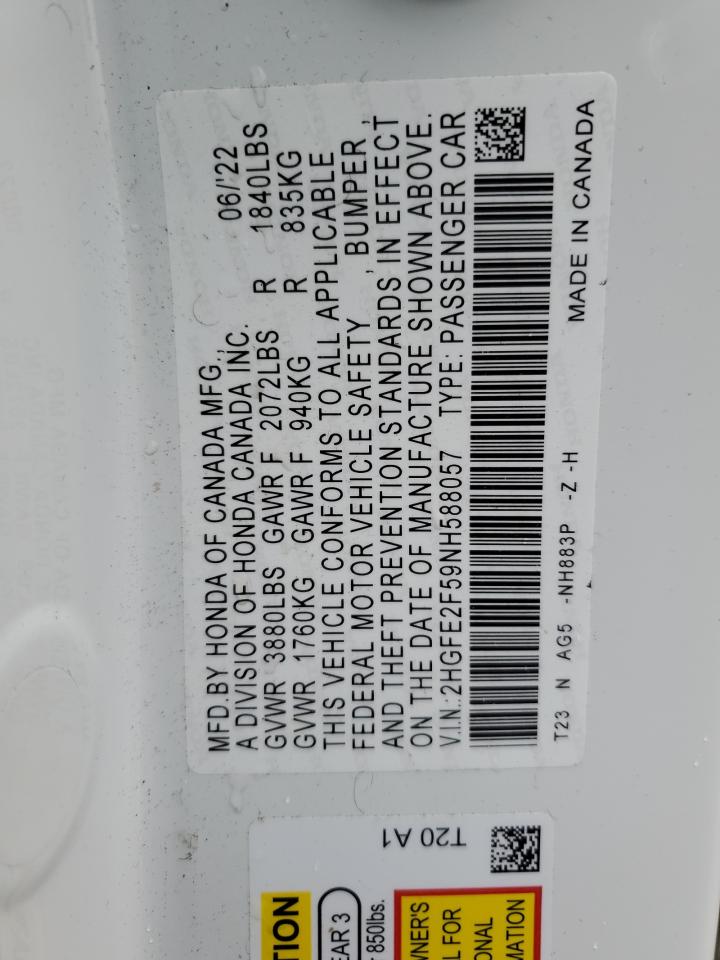 MFD.BY HONDA OF CANADA MFG., 06/'22
A DIVISION OF HONDA CANADA INC.
GVWR 3880LBS GAWR F 2072LBS R 1840LBS
GVWR 1760KG GAWR F 940KG R 835KG
THIS VEHICLE CONFORMS TO ALL APPLICABLE
FEDERAL MOTOR VEHICLE SAFETY , BUMPER ,
AND THEFT PREVENTION STANDARDS IN EFFECT
ON THE DATE OF MANUFACTURE SHOWN ABOVE.
V.I.N.:2HGFE2F59NH588057 TYPE: PASSENGER CAR
T23 N AG5 -NH883P -Z -H MADE IN CANADA
T20 A1
TION
EAR 3
850lbs.
WNER'S
L FOR
ONAL
MATION